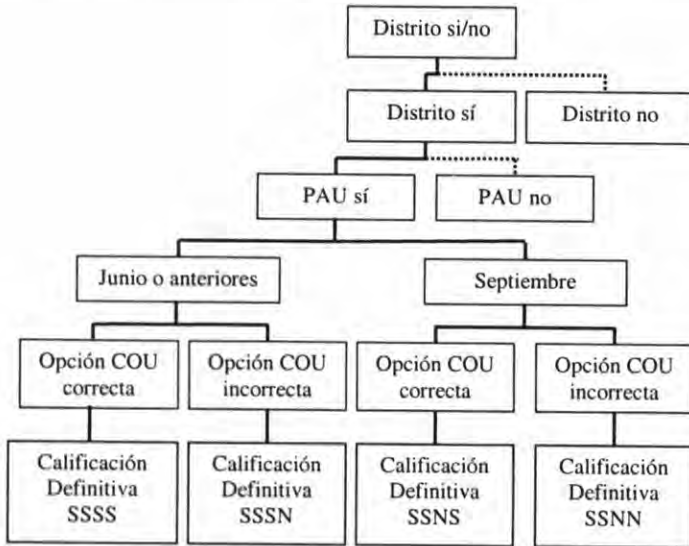 Distrito si/no
Distrito sí
Distrito no
PAU sí
PAU no
Junio o anteriores
Septiembre
Opción COU
correcta
Opción COU
incorrecta
Opción COU
correcta
Opción COU
incorrecta
Calificación
Definitiva
SSSS
Calificación
Definitiva
SSSN
Calificación
Definitiva
SSNS
Calificación
Definitiva
SSNN